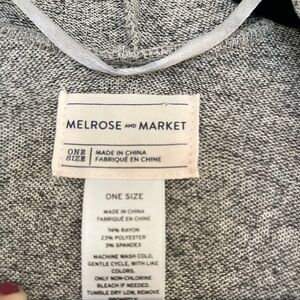 MELROSE AND MARKET
ONE SIZE
MADE IN CHINA
FABRIQUÉ EN CHINE
ONE SIZE
MADE IN CHINA
FABRIQUÉ EN CHINE
74% RAYON
23% POLYESTER
3% SPANDEX
MACHINE WASH COLD,
GENTLE CYCLE, WITH LIKE
COLORS.
ONLY NON-CHLORINE
BLEACH IF NEEDED.
TUMBLE DRY LOW, REMOVE